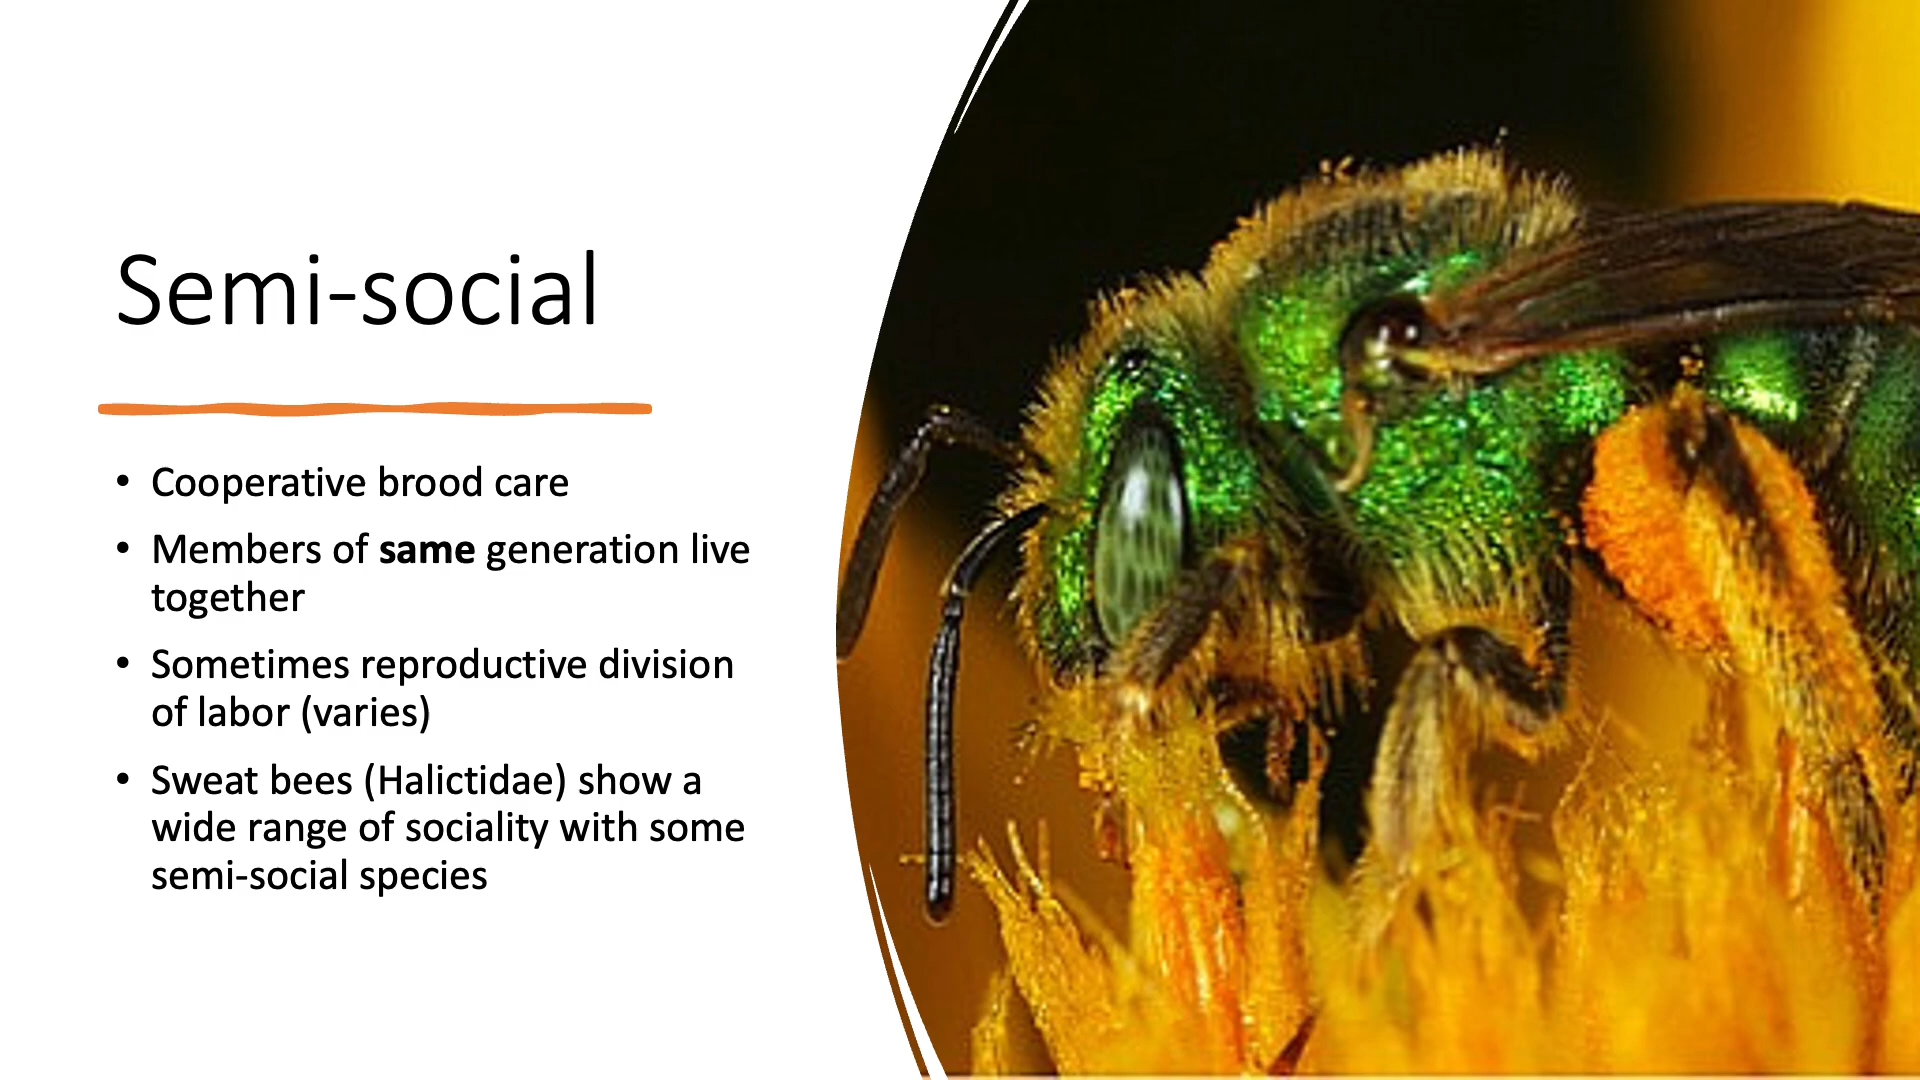 Semi-social
• Cooperative brood care
• Members of same generation live
together
• Sometimes reproductive division
of labor (varies)
• Sweat bees (Halictidae) show a
wide range of sociality with some
semi-social species